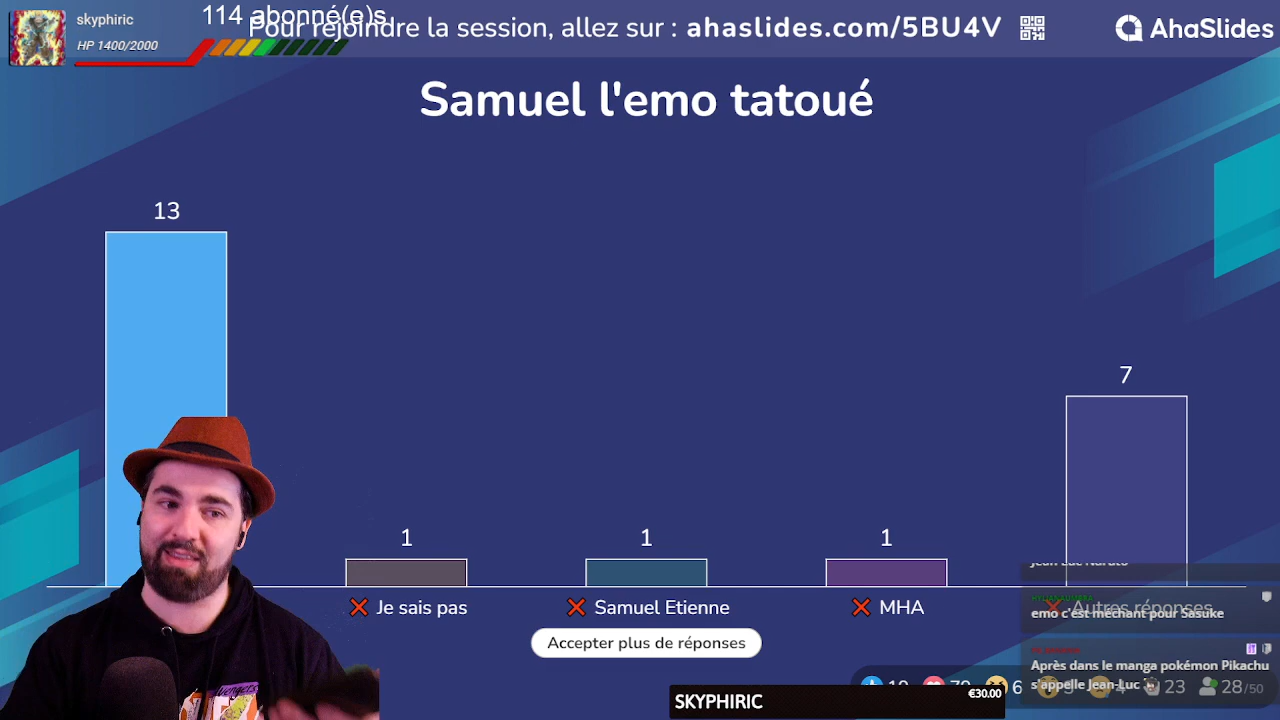 skyphiric
HP 1400/2000
114 abonné(e)s
Pour rejoindre la session, allez sur : ahaslides.com/5BU4V
AhaSlides
Samuel l'emo tatoué
13
1
1
1
7
❌ Je sais pas
❌ Samuel Etienne
❌ MHA
❌ Autres réponses
Accepter plus de réponses
emo c'est méchant pour Sasuke
Après dans le manga pokémon Pikachu
s'appelle Jean-Luc
6
23
28/50
SKYPHIRIC
€30.00